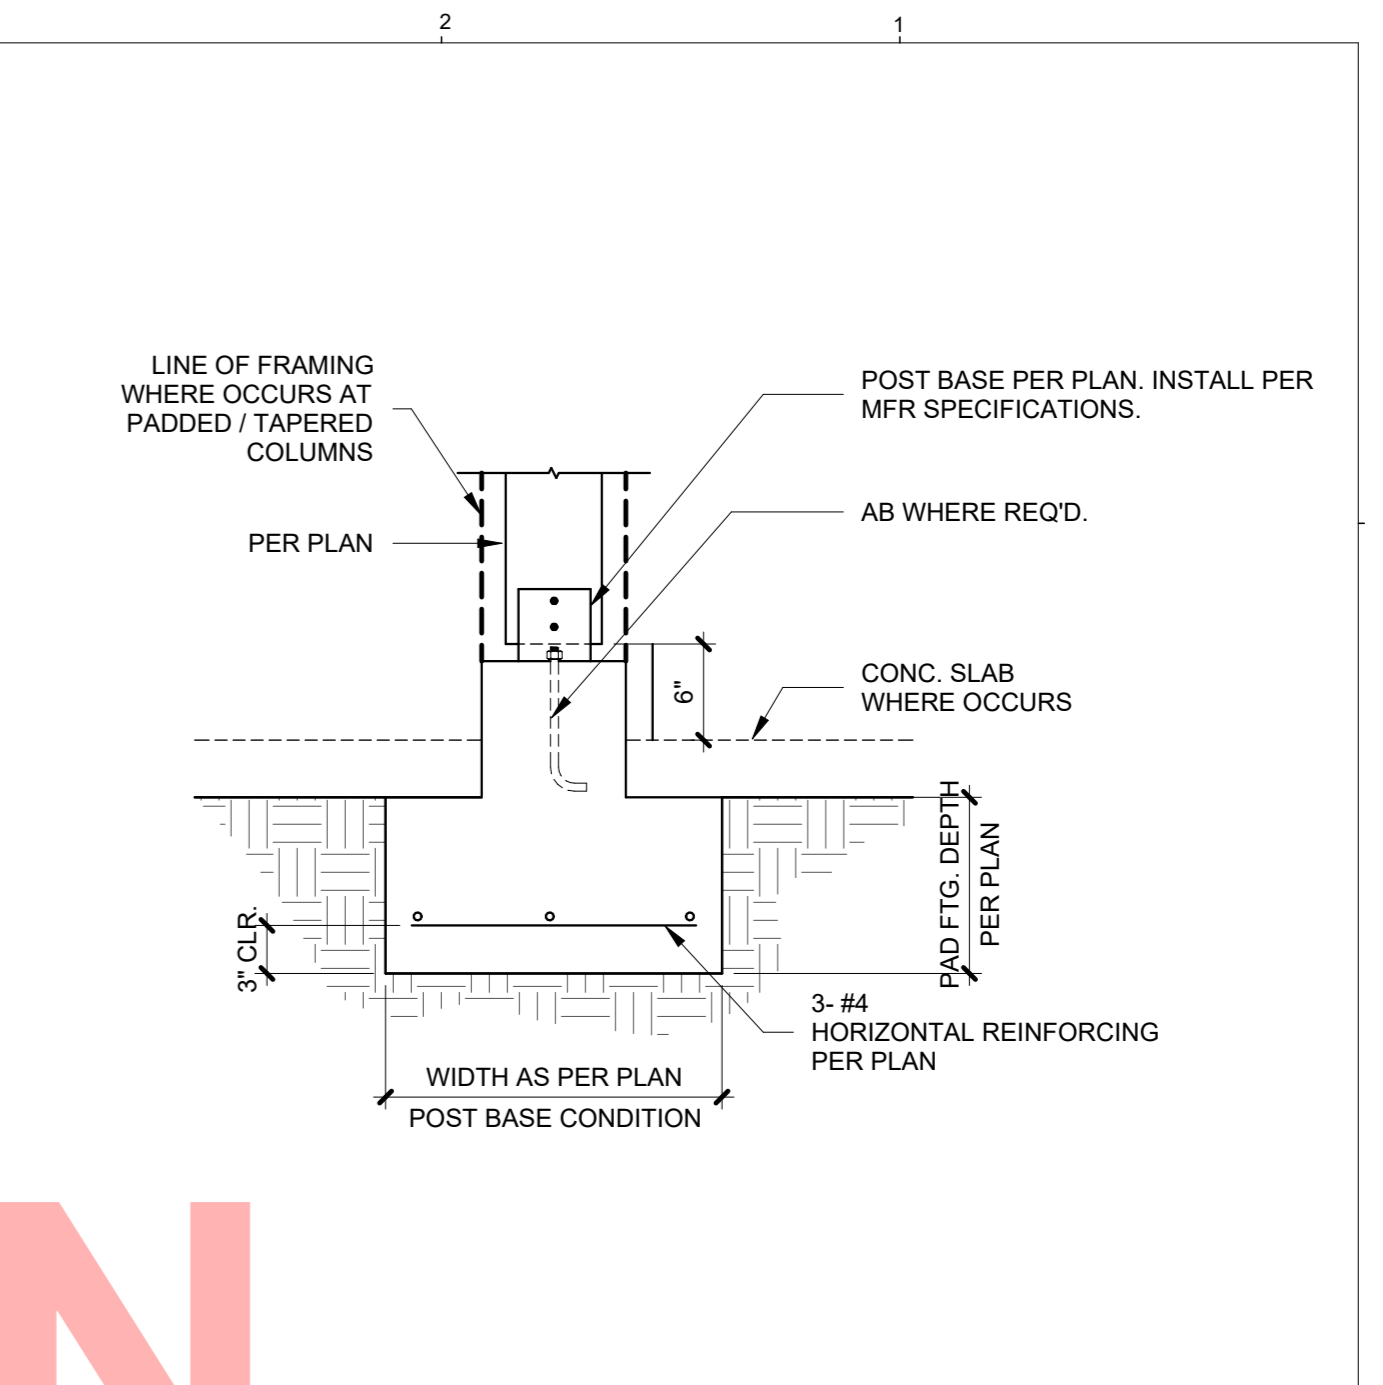 2
1
LINE OF FRAMING
WHERE OCCURS AT
PADDED / TAPERED
COLUMNS
POST BASE PER PLAN. INSTALL PER
MFR SPECIFICATIONS.
AB WHERE REQ'D.
PER PLAN
6"
CONC. SLAB
WHERE OCCURS
PAD FTG. DEPTH
PER PLAN
3" CLR.
3- #4
HORIZONTAL REINFORCING
PER PLAN
WIDTH AS PER PLAN
POST BASE CONDITION
N